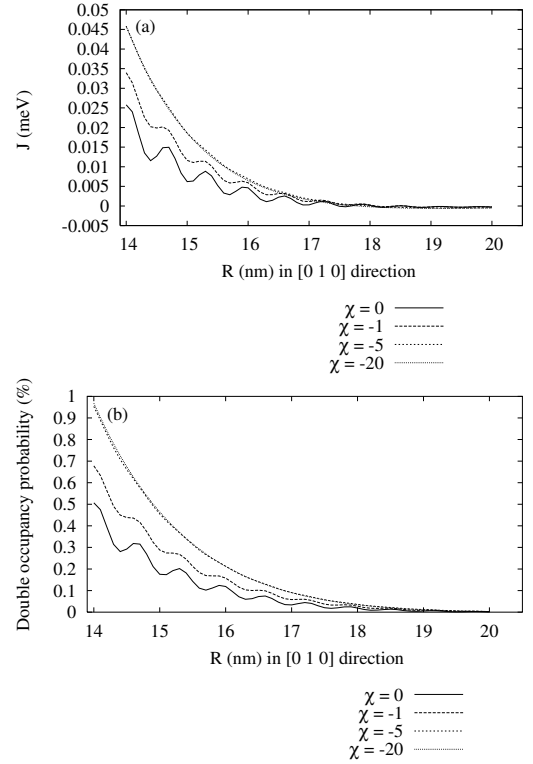 (a)
J (meV)
0.05
0.045
0.04
0.035
0.03
0.025
0.02
0.015
0.01
0.005
0
-0.005
14 15 16 17 18 19 20
R (nm) in [0 1 0] direction
χ = 0
χ = -1
χ = -5
χ = -20
(b)
Double occupancy probability (%)
1
0.9
0.8
0.7
0.6
0.5
0.4
0.3
0.2
0.1
0
14 15 16 17 18 19 20
R (nm) in [0 1 0] direction
χ = 0
χ = -1
χ = -5
χ = -20